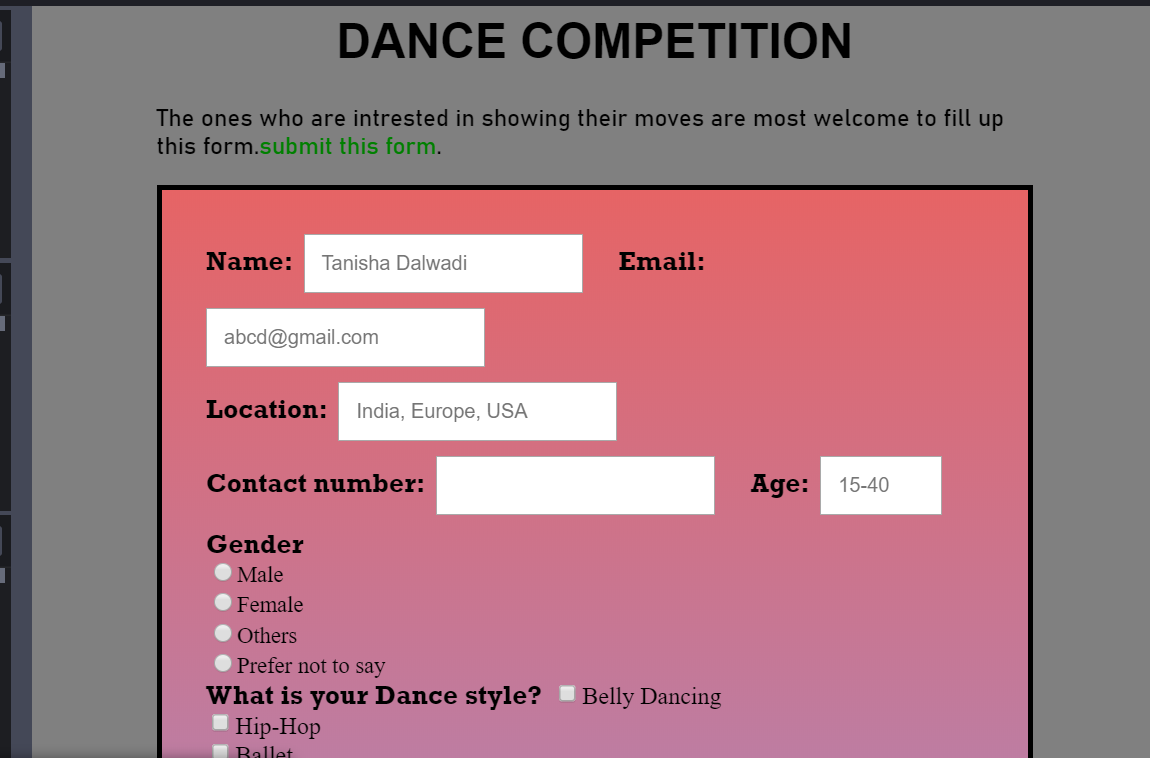 DANCE COMPETITION
The ones who are intrested in showing their moves are most welcome to fill up
this form.submit this form.
Name: Tanisha Dalwadi Email:
abcd@gmail.com
Location: India, Europe, USA
Contact number: Age: 15-40
Gender
Male
Female
Others
Prefer not to say
What is your Dance style? Belly Dancing
Hip-Hop
Ballet